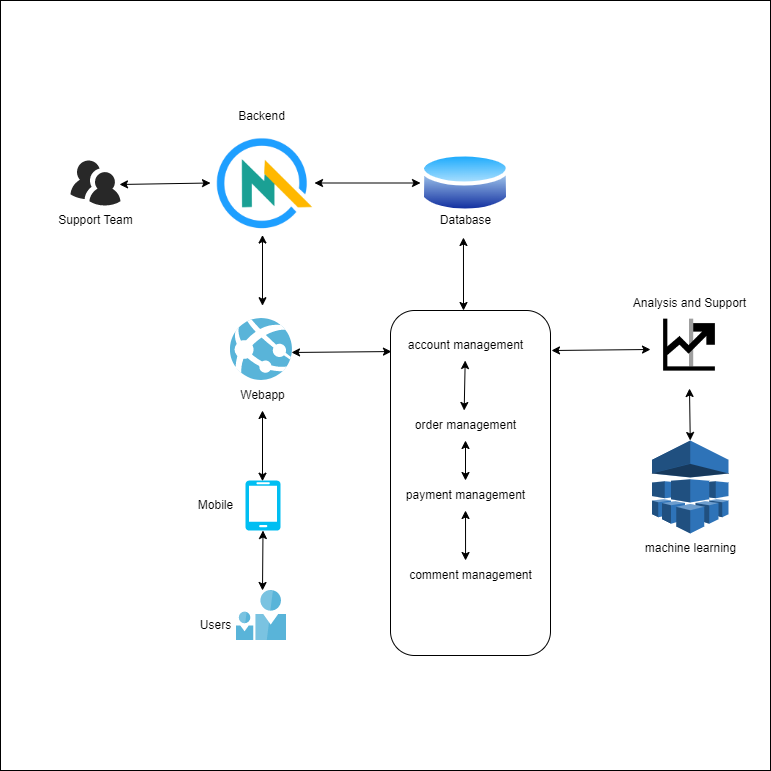 Backend
Support Team
Database
Analysis and Support
account management
Webapp
order management
payment management
Mobile
machine learning
comment management
Users